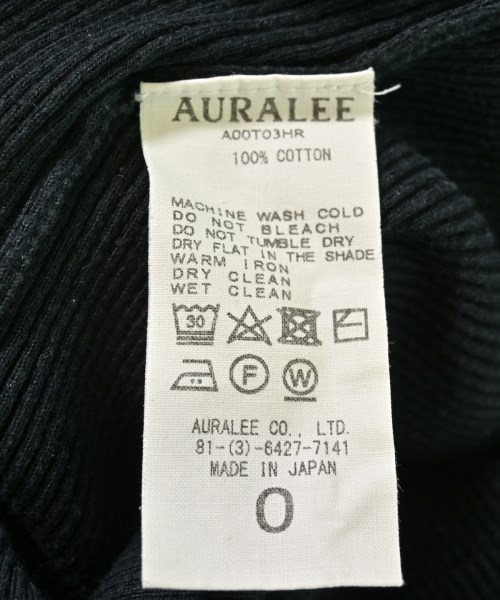 AURALEE
A00T03HR
100% COTTON
MACHINE WASH COLD
DO NOT BLEACH
DO NOT TUMBLE DRY
DRY FLAT IN THE SHADE
WARM IRON
DRY CLEAN
WET CLEAN
30
F W
AURALEE CO., LTD.
81-(3)-6427-7141
MADE IN JAPAN
0